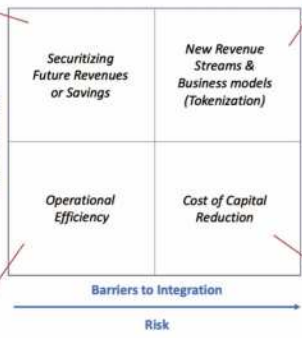 Securitizing
Future Revenues
or Savings
New Revenue
Streams &
Business models
(Tokenization)
Operational
Efficiency
Cost of Capital
Reduction
Barriers to Integration
Risk